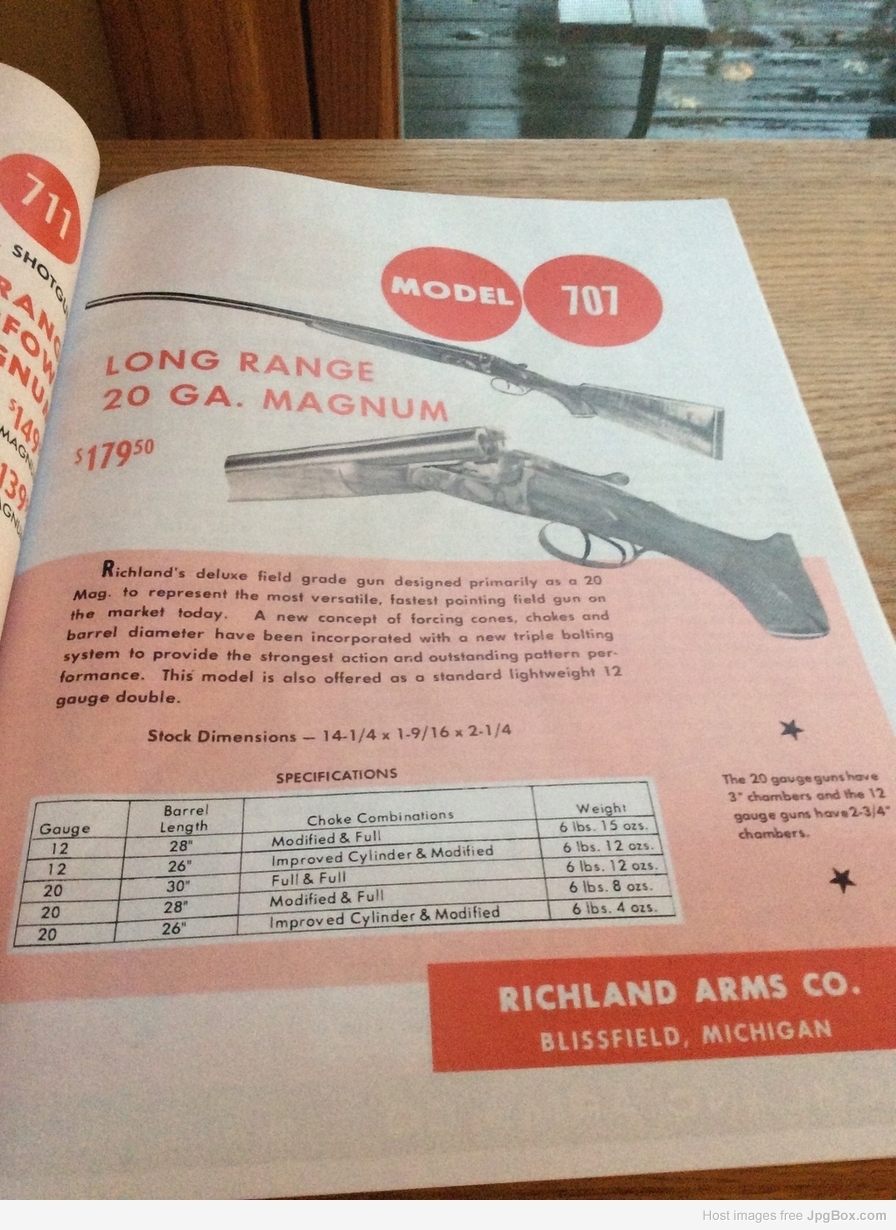 711
SHOTGU
RANG
FOW
GNUM
$149
MAGN
139
AGNU
MODEL 707
LONG RANGE
20 GA. MAGNUM
$179 50
Richland's deluxe field grade gun designed primarily as a 20
Mag. to represent the most versatile, fastest pointing field gun on
the market today. A new concept of forcing cones, chokes and
barrel diameter have been incorporated with a new triple bolting
system to provide the strongest action and outstanding pattern per-
formance. This model is also offered as a standard lightweight 12
gauge double.
Stock Dimensions — 14-1/4 x 1-9/16 x 2-1/4
The 20 gauge guns have
3" chambers and the 12
gauge guns have 2-3/4"
chambers.
SPECIFICATIONS
Gauge Barrel Length Choke Combinations Weight
12 28" Modified & Full 6 lbs. 15 ozs.
12 26" Improved Cylinder & Modified 6 lbs. 12 ozs.
20 30" Full & Full 6 lbs. 12 ozs.
20 28" Modified & Full 6 lbs. 8 ozs.
20 26" Improved Cylinder & Modified 6 lbs. 4 ozs.
RICHLAND ARMS CO.
BLISSFIELD, MICHIGAN
Host images free JpgBox.com